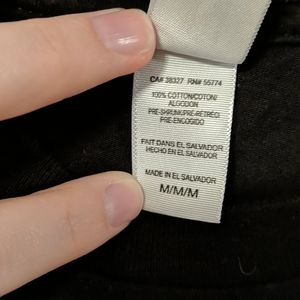 CA# 38327 RN# 55774
100% COTTON/COTON/
ALGODON
PRE-SHRUNK/PRE-RETRECI
PRE-ENCOGIDO
FAIT DANS EL SALVADOR
HECHO EN EL SALVADOR
MADE IN EL SALVADOR
M/M/M